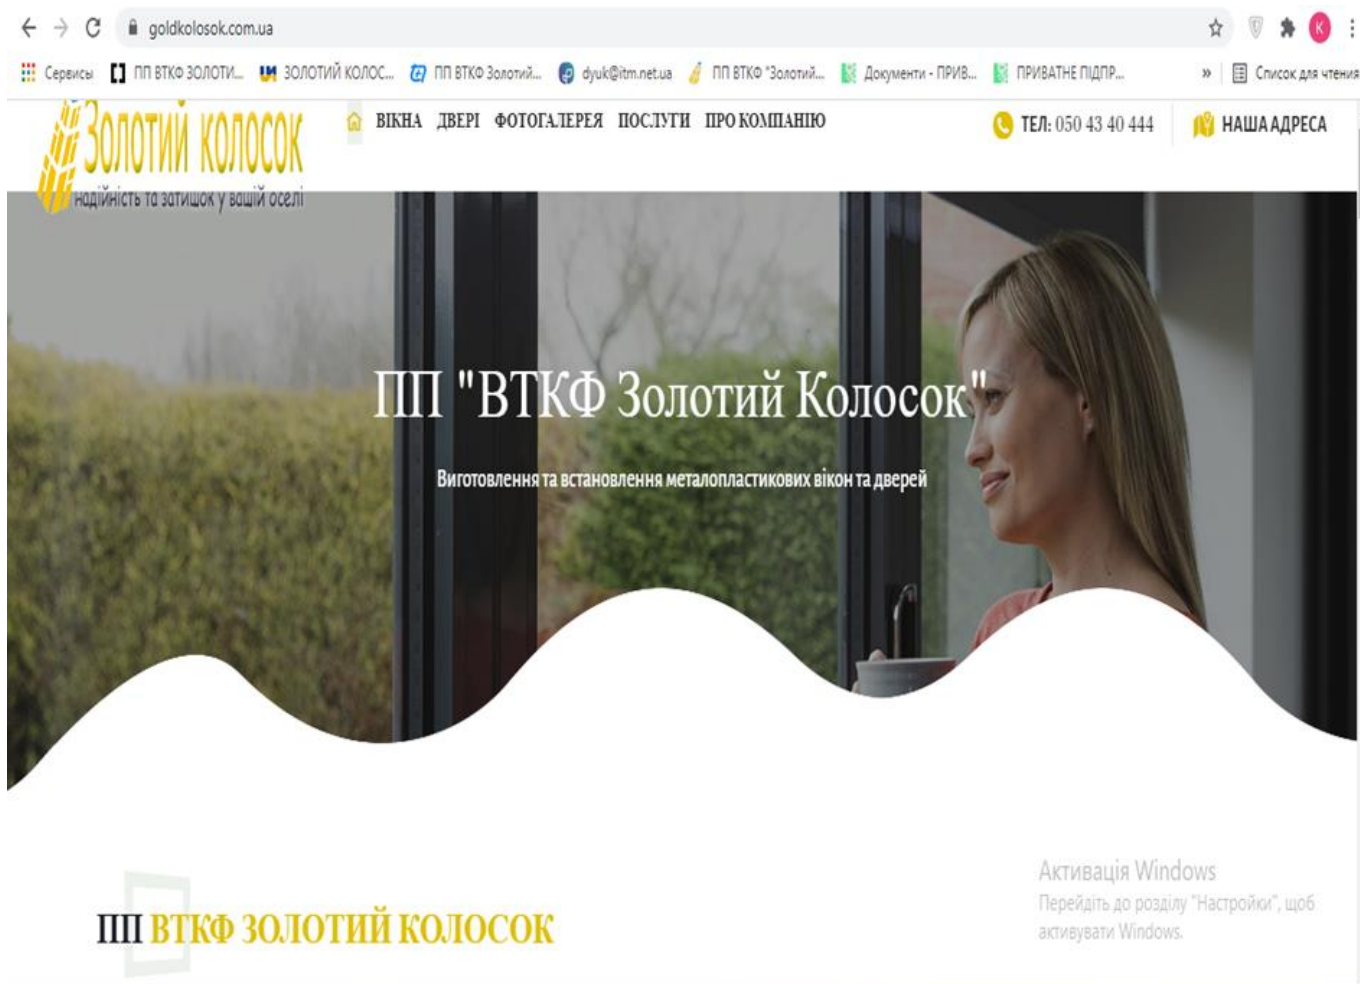 goldkolosok.com.ua
K
Сервисы ПП ВТКФ ЗОЛОТИ... ЗОЛОТИЙ КОЛОС... ПП ВТКФ Золотий... dyuk@itm.net.ua ПП ВТКФ "Золотий... Документи - ПРИВ... ПРИВАТНЕ ПІДПР... » Список для чтения
Золотий колосок
надійність та затишок у вашій оселі
ВІКНА ДВЕРІ ФОТОГАЛЕРЕЯ ПОСЛУГИ ПРО КОМПАНІЮ
ТЕЛ: 050 43 40 444
НАША АДРЕСА
ПП "ВТКФ Золотий Колосок"
Виготовлення та встановлення металопластикових вікон та дверей
ПП ВТКФ ЗОЛОТИЙ КОЛОСОК
Активація Windows
Перейдіть до розділу "Настройки", щоб
активувати Windows.